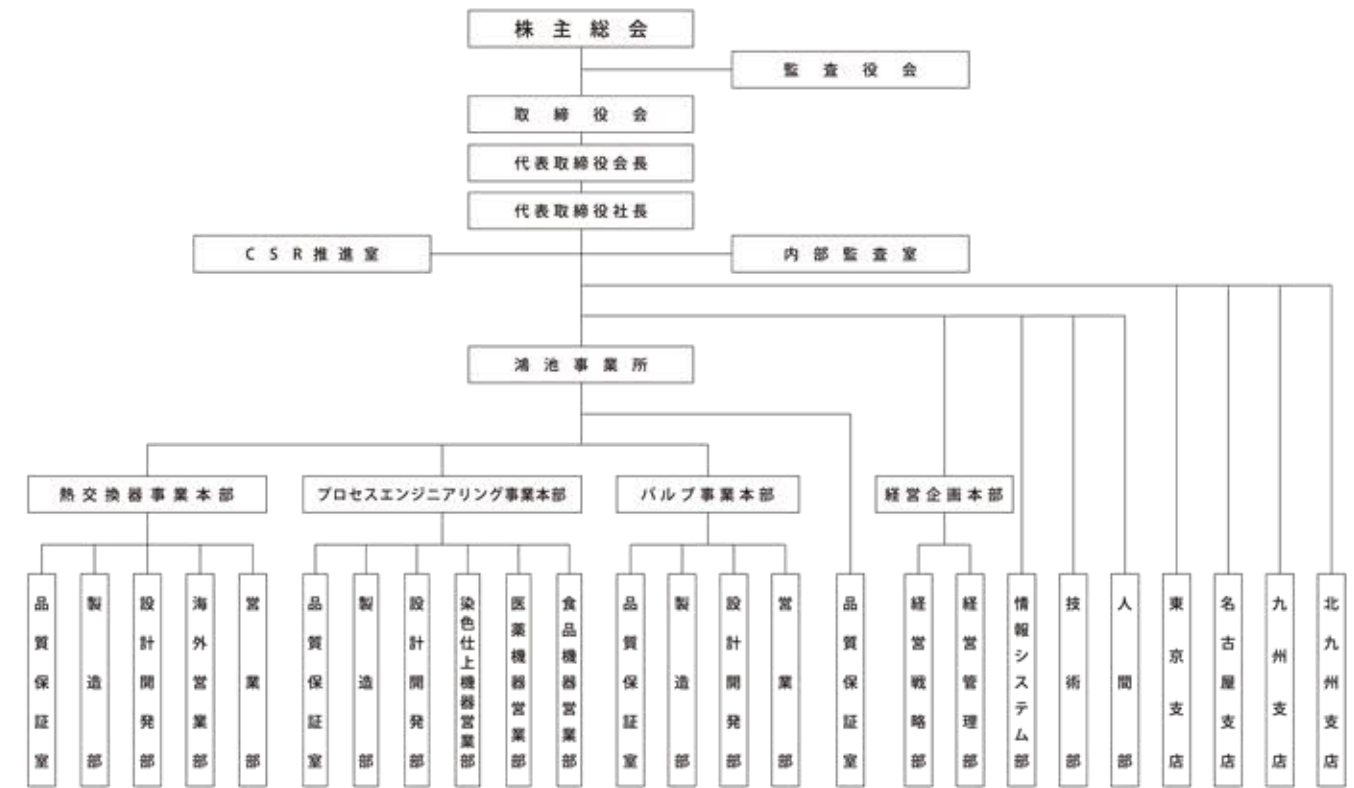 株主総会
監査役会
取締役会
代表取締役会長
代表取締役社長
CSR推進室
内部監査室
鴻池事業所
熱交換器事業本部
プロセスエンジニアリング事業本部
バルブ事業本部
経営企画本部
品質保証室
製造部
設計開発部
海外営業部
営業部
品質保証室
製造部
設計開発部
染色仕上機器営業部
医薬機器営業部
食品機器営業部
品質保証室
製造部
設計開発部
営業部
品質保証室
経営戦略部
経営管理部
情報システム部
技術部
人間部
東京支店
名古屋支店
九州支店
北九州支店